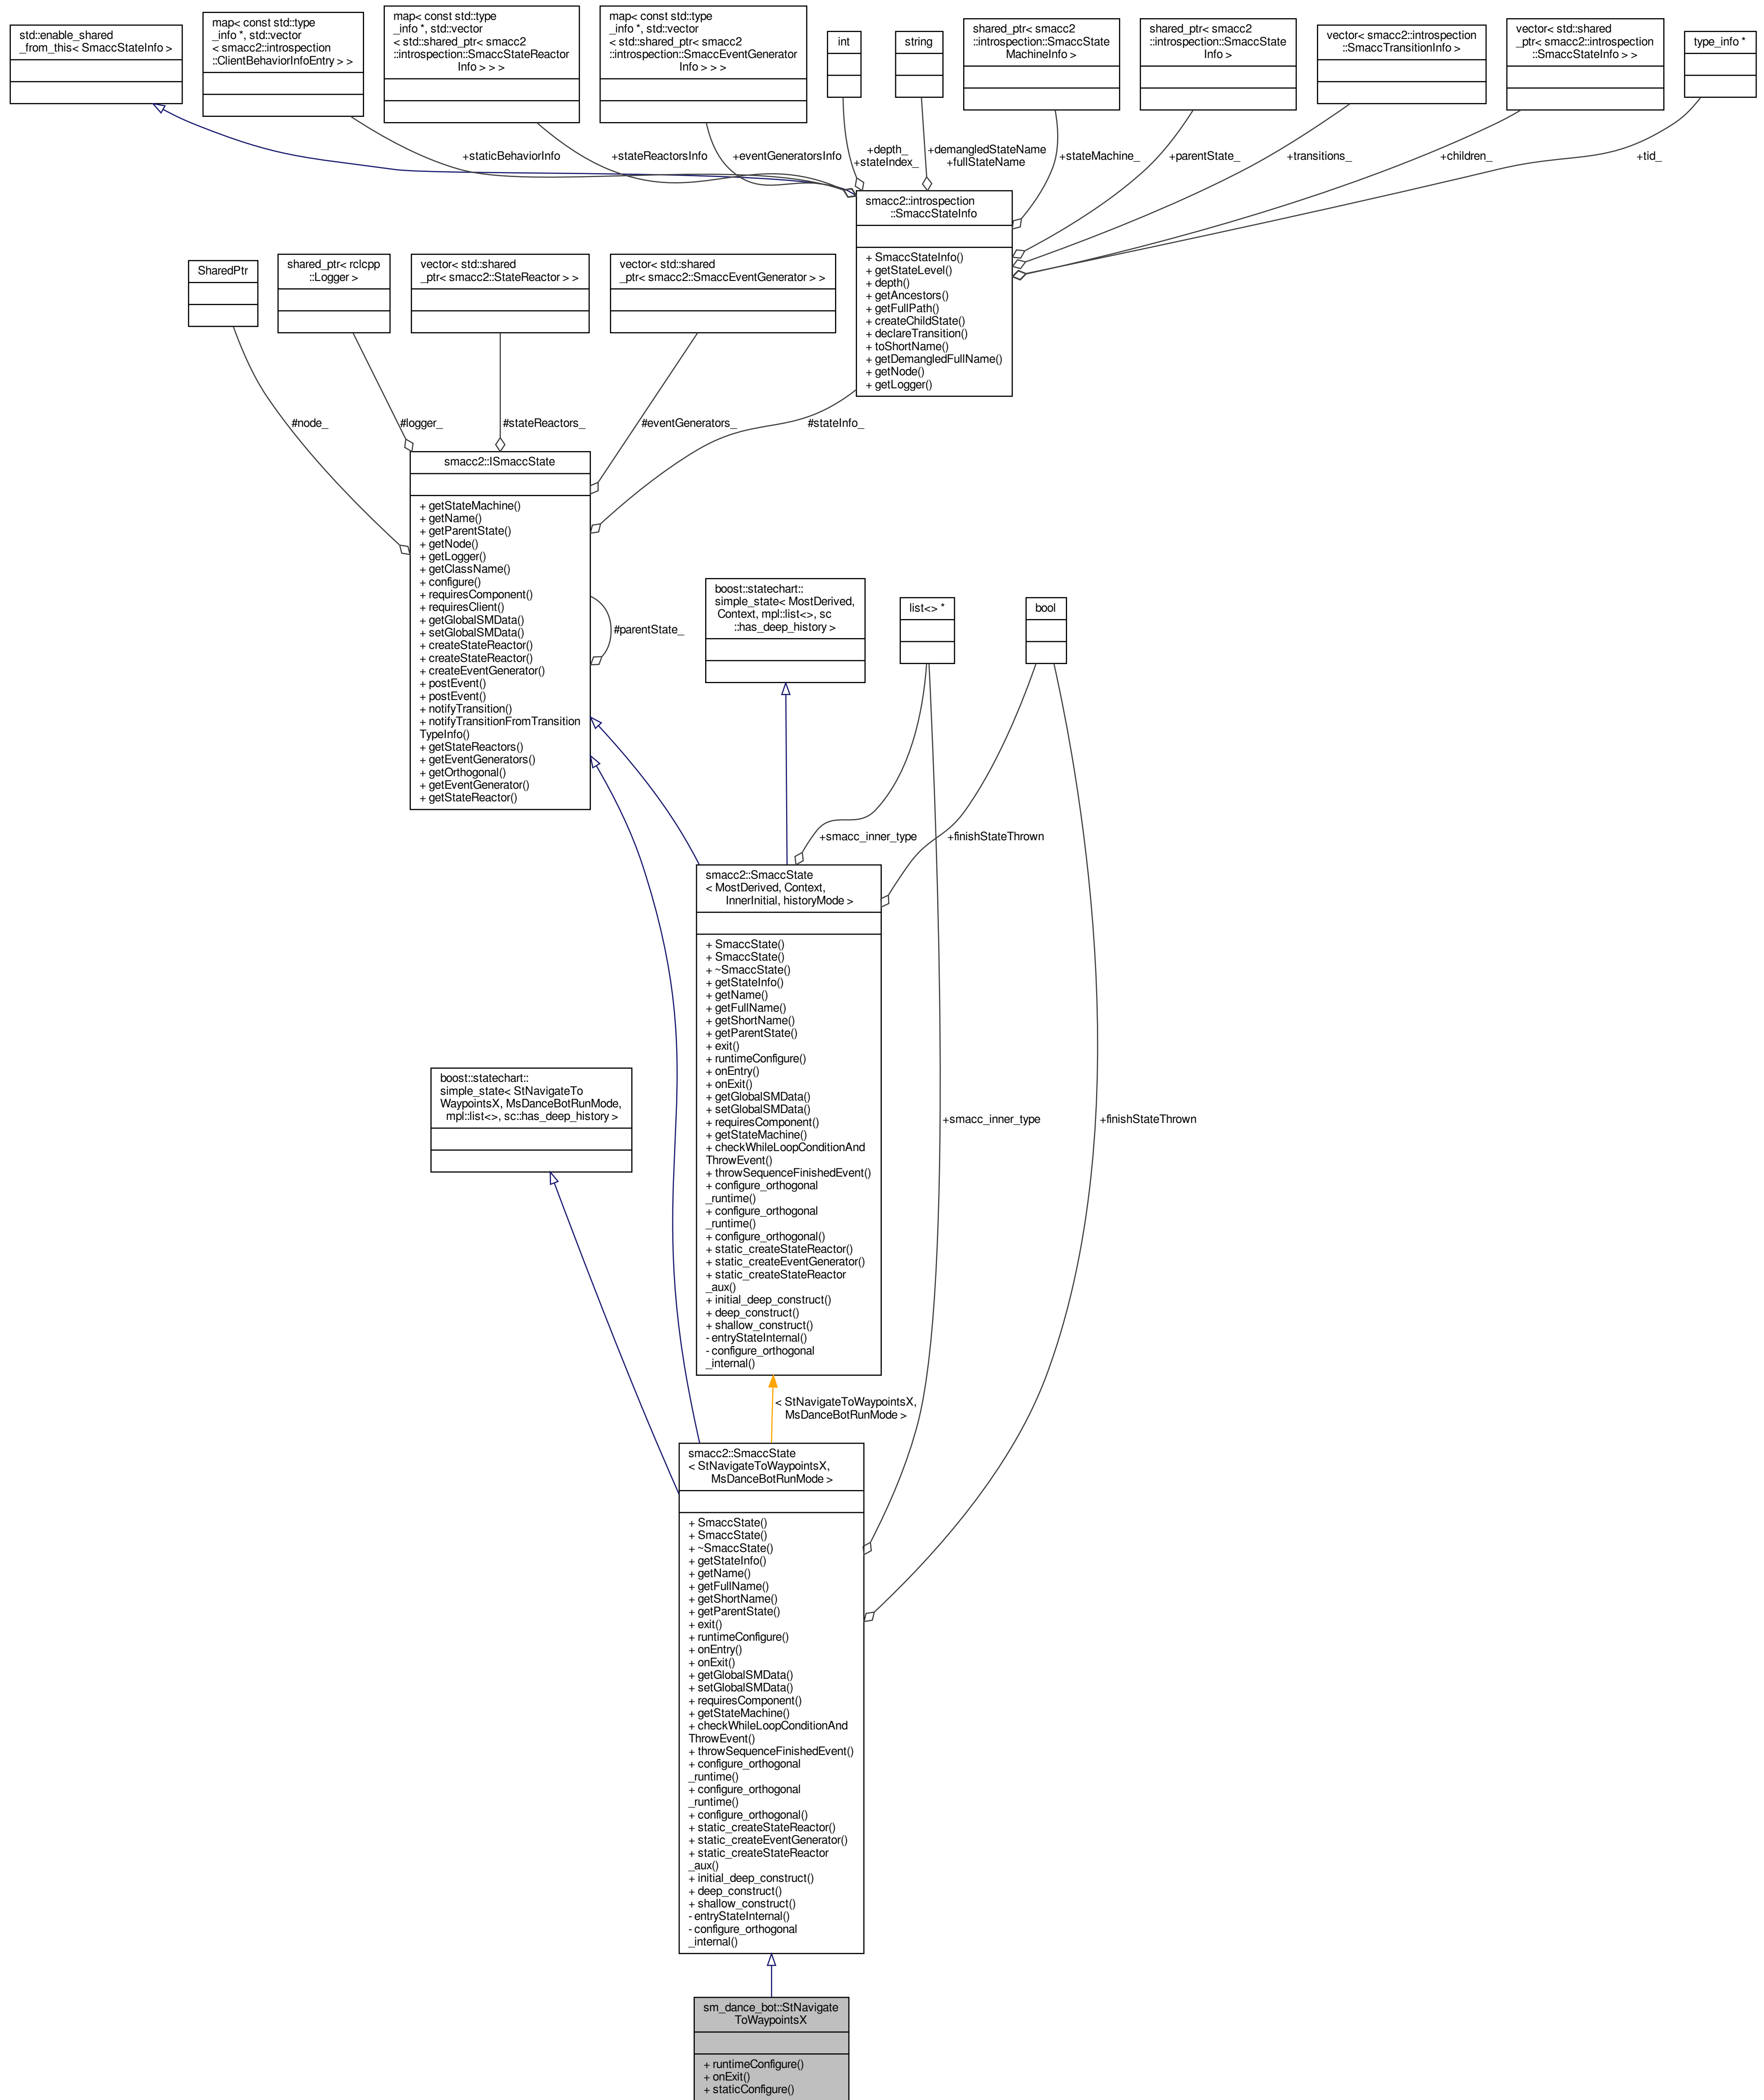 std::enable_shared
_from_this< SmaccStateInfo >
map< const std::type
_info *, std::vector
< smacc2::introspection
::ClientBehaviorInfoEntry > >
map< const std::type
_info *, std::vector
< std::shared_ptr< smacc2
::introspection::SmaccStateReactor
Info > > >
map< const std::type
_info *, std::vector
< std::shared_ptr< smacc2
::introspection::SmaccEventGenerator
Info > > >
int
string
shared_ptr< smacc2
::introspection::SmaccState
MachineInfo >
shared_ptr< smacc2
::introspection::SmaccState
Info >
vector< smacc2::introspection
::SmaccTransitionInfo >
vector< std::shared
_ptr< smacc2::introspection
::SmaccStateInfo > >
type_info *
+staticBehaviorInfo
+stateReactorsInfo
+eventGeneratorsInfo
+depth_
+stateIndex_
+demangledStateName
+fullStateName
+stateMachine_
+parentState_
+transitions_
+children_
+tid_
smacc2::introspection
::SmaccStateInfo
+ SmaccStateInfo()
+ getStateLevel()
+ depth()
+ getAncestors()
+ getFullPath()
+ createChildState()
+ declareTransition()
+ toShortName()
+ getDemangledFullName()
+ getNode()
+ getLogger()
SharedPtr
shared_ptr< rclcpp
::Logger >
vector< std::shared
_ptr< smacc2::StateReactor > >
vector< std::shared
_ptr< smacc2::SmaccEventGenerator > >
#node_
#logger_
#stateReactors_
#eventGenerators_
#stateInfo_
smacc2::ISmaccState
+ getStateMachine()
+ getName()
+ getParentState()
+ getNode()
+ getLogger()
+ getClassName()
+ configure()
+ requiresComponent()
+ requiresClient()
+ getGlobalSMData()
+ setGlobalSMData()
+ createStateReactor()
+ createStateReactor()
+ createEventGenerator()
+ postEvent()
+ postEvent()
+ notifyTransition()
+ notifyTransitionFromTransition
TypeInfo()
+ getStateReactors()
+ getEventGenerators()
+ getOrthogonal()
+ getEventGenerator()
+ getStateReactor()
#parentState_
boost::statechart::
simple_state< MostDerived,
Context, mpl::list<>, sc
::has_deep_history >
list<> *
bool
+smacc_inner_type
+finishStateThrown
smacc2::SmaccState
< MostDerived, Context,
InnerInitial, historyMode >
+ SmaccState()
+ SmaccState()
+ ~SmaccState()
+ getStateInfo()
+ getName()
+ getFullName()
+ getShortName()
+ getParentState()
+ exit()
+ runtimeConfigure()
+ onEntry()
+ onExit()
+ getGlobalSMData()
+ setGlobalSMData()
+ requiresComponent()
+ getStateMachine()
+ checkWhileLoopConditionAnd
ThrowEvent()
+ throwSequenceFinishedEvent()
+ configure_orthogonal
_runtime()
+ configure_orthogonal
_runtime()
+ configure_orthogonal()
+ static_createStateReactor()
+ static_createEventGenerator()
+ static_createStateReactor
_aux()
+ initial_deep_construct()
+ deep_construct()
+ shallow_construct()
- entryStateInternal()
- configure_orthogonal
_internal()
boost::statechart::
simple_state< StNavigateTo
WaypointsX, MsDanceBotRunMode,
mpl::list<>, sc::has_deep_history >
+smacc_inner_type
+finishStateThrown
< StNavigateToWaypointsX,
MsDanceBotRunMode >
smacc2::SmaccState
< StNavigateToWaypointsX,
MsDanceBotRunMode >
+ SmaccState()
+ SmaccState()
+ ~SmaccState()
+ getStateInfo()
+ getName()
+ getFullName()
+ getShortName()
+ getParentState()
+ exit()
+ runtimeConfigure()
+ onEntry()
+ onExit()
+ getGlobalSMData()
+ setGlobalSMData()
+ requiresComponent()
+ getStateMachine()
+ checkWhileLoopConditionAnd
ThrowEvent()
+ throwSequenceFinishedEvent()
+ configure_orthogonal
_runtime()
+ configure_orthogonal
_runtime()
+ configure_orthogonal()
+ static_createStateReactor()
+ static_createEventGenerator()
+ static_createStateReactor
_aux()
+ initial_deep_construct()
+ deep_construct()
+ shallow_construct()
- entryStateInternal()
- configure_orthogonal
_internal()
sm_dance_bot::StNavigate
ToWaypointsX
+ runtimeConfigure()
+ onExit()
+ staticConfigure()